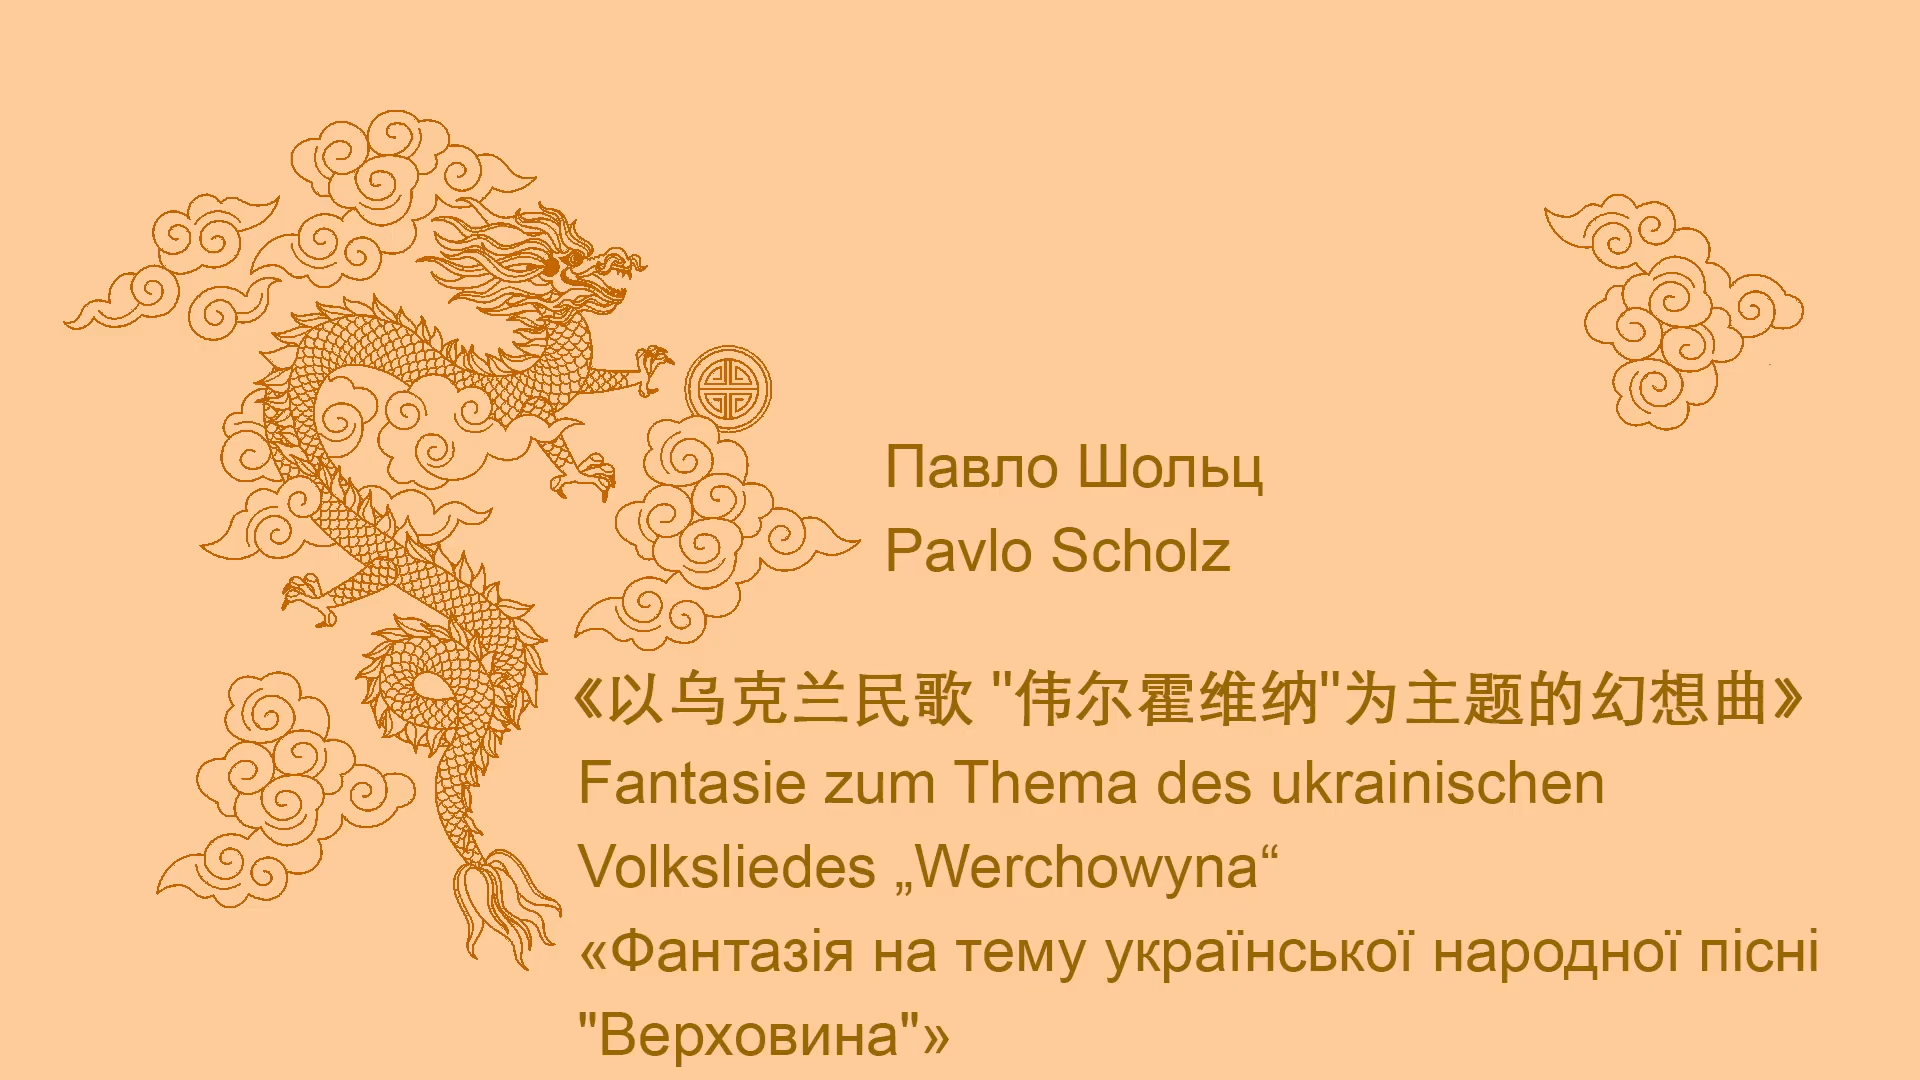 Павло Шольц
Pavlo Scholz
《以乌克兰民歌 "伟尔霍维纳"为主题的幻想曲》
Fantasie zum Thema des ukrainischen
Volksliedes „Werchowyna“
«Фантазія на тему української народної пісні
"Верховина"»